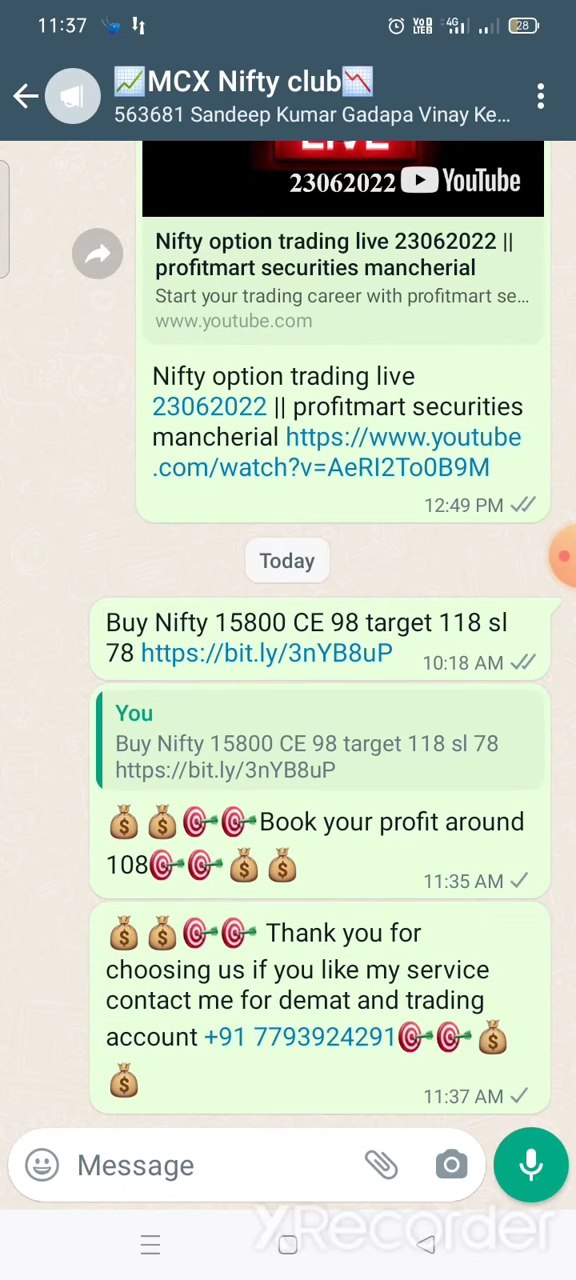 11:37
Vo LTE 4G 28
📈MCX Nifty club📉
563681 Sandeep Kumar Gadapa Vinay Ke...
LIVE
23062022 YouTube
Nifty option trading live 23062022 ||
profitmart securities mancherial
Start your trading career with profitmart se...
www.youtube.com
Nifty option trading live
23062022 || profitmart securities
mancherial https://www.youtube
.com/watch?v=AeRI2To0B9M
12:49 PM
Today
Buy Nifty 15800 CE 98 target 118 sl
78 https://bit.ly/3nYB8uP 10:18 AM
You
Buy Nifty 15800 CE 98 target 118 sl 78
https://bit.ly/3nYB8uP
💰 💰🎯🎯Book your profit around
108🎯🎯💰 💰
11:35 AM
💰 💰🎯🎯 Thank you for
choosing us if you like my service
contact me for demat and trading
account +91 7793924291🎯🎯💰
💰
11:37 AM
Message
XRecorder